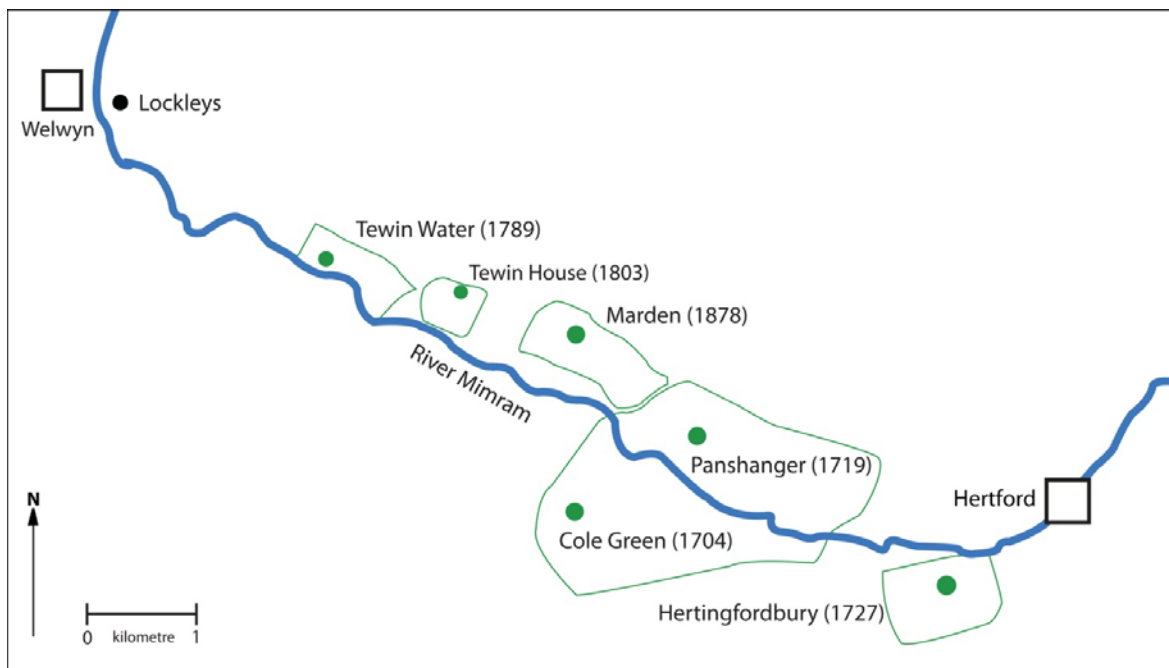 Lockleys
Welwyn
Tewin Water (1789)
Tewin House (1803)
Marden (1878)
River Mimram
Panshanger (1719)
Hertford
N
Cole Green (1704)
Hertingfordbury (1727)
0 kilometre 1